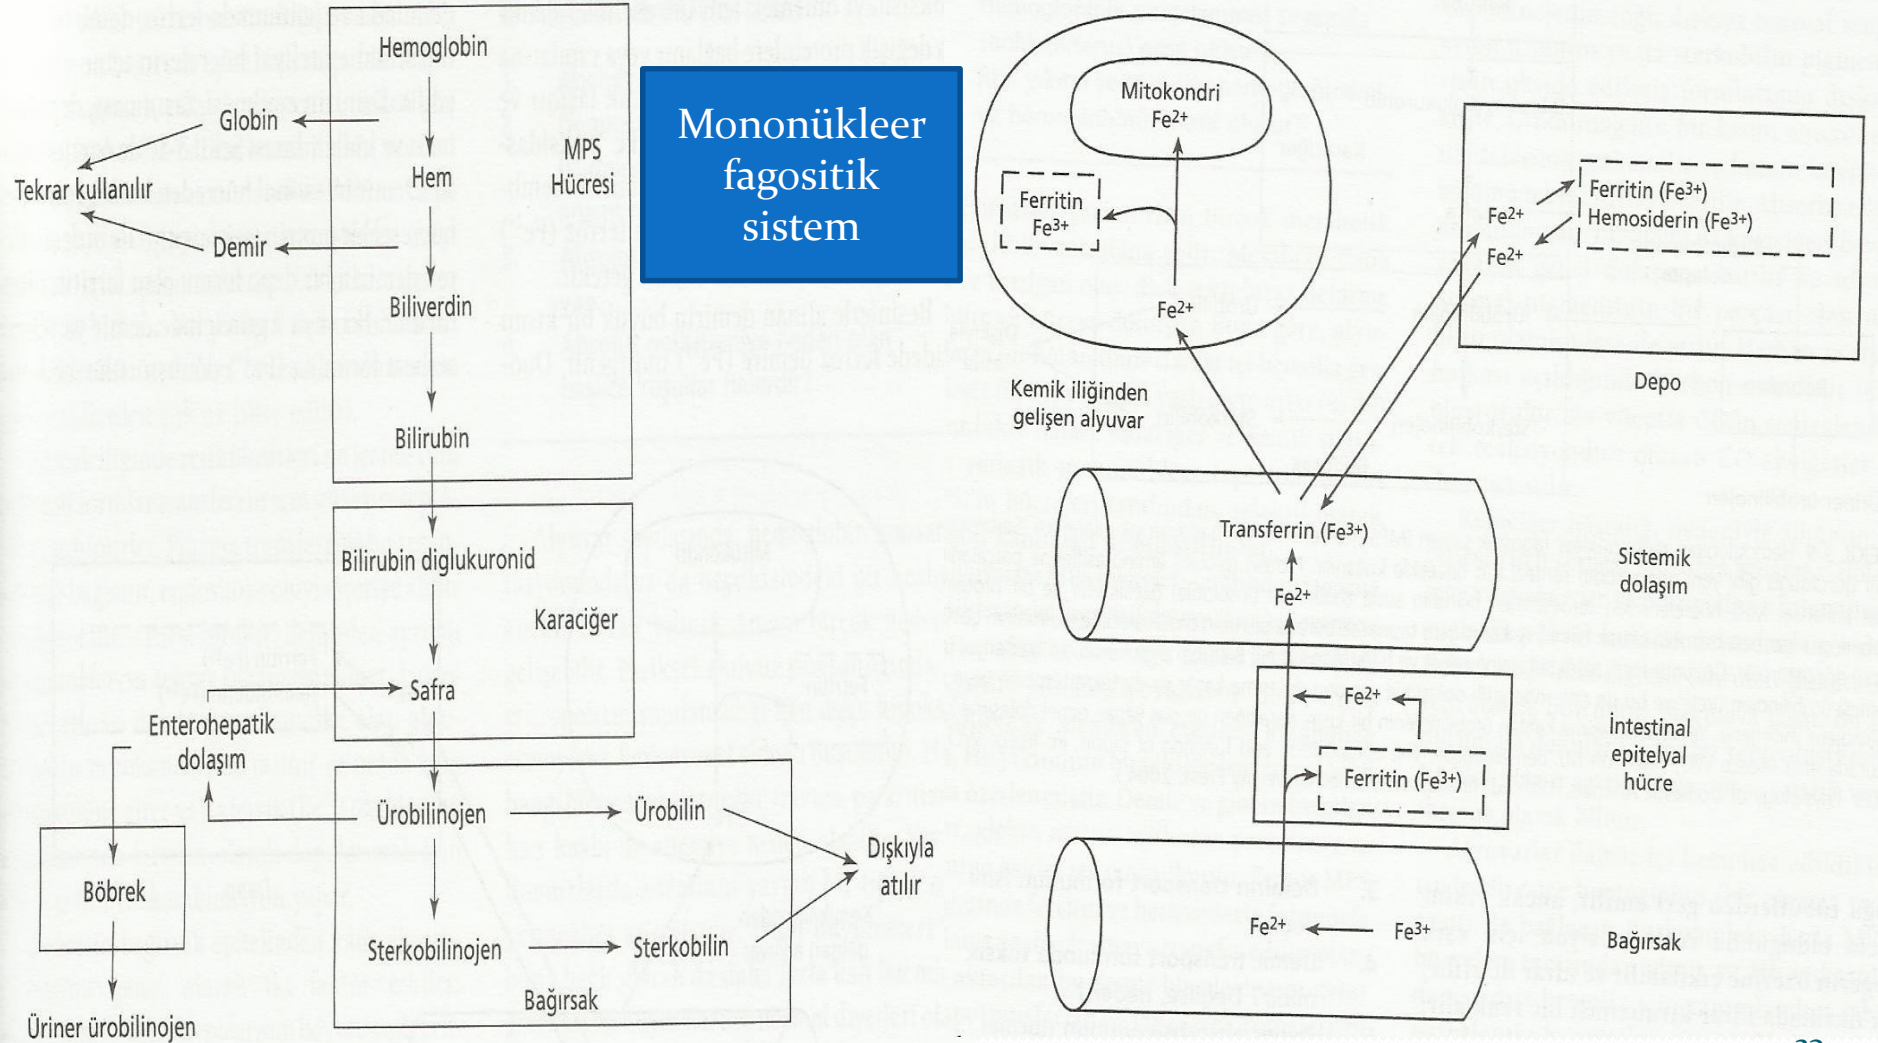 Hemoglobin
Globin
MPS
Hücresi
Tekrar kullanılır
Hem
Demir
Biliverdin
Bilirubin
Bilirubin diglukuronid
Karaciğer
Safra
Enterohepatik
dolaşım
Ürobilinojen
Ürobilin
Dışkıyla
atılır
Böbrek
Sterkobilinojen
Sterkobilin
Bağırsak
Üriner ürobilinojen
Mononükleer
fagositik
sistem
Mitokondri
Fe2+
Ferritin
Fe3+
Fe2+
Kemik iliğinden
gelişen alyuvar
Ferritin (Fe3+)
Hemosiderin (Fe3+)
Fe2+
Fe2+
Depo
Transferrin (Fe3+)
Fe2+
Sistemik
dolaşım
Fe2+
Ferritin (Fe3+)
İntestinal
epitelyal
hücre
Fe2+
Fe3+
Bağırsak